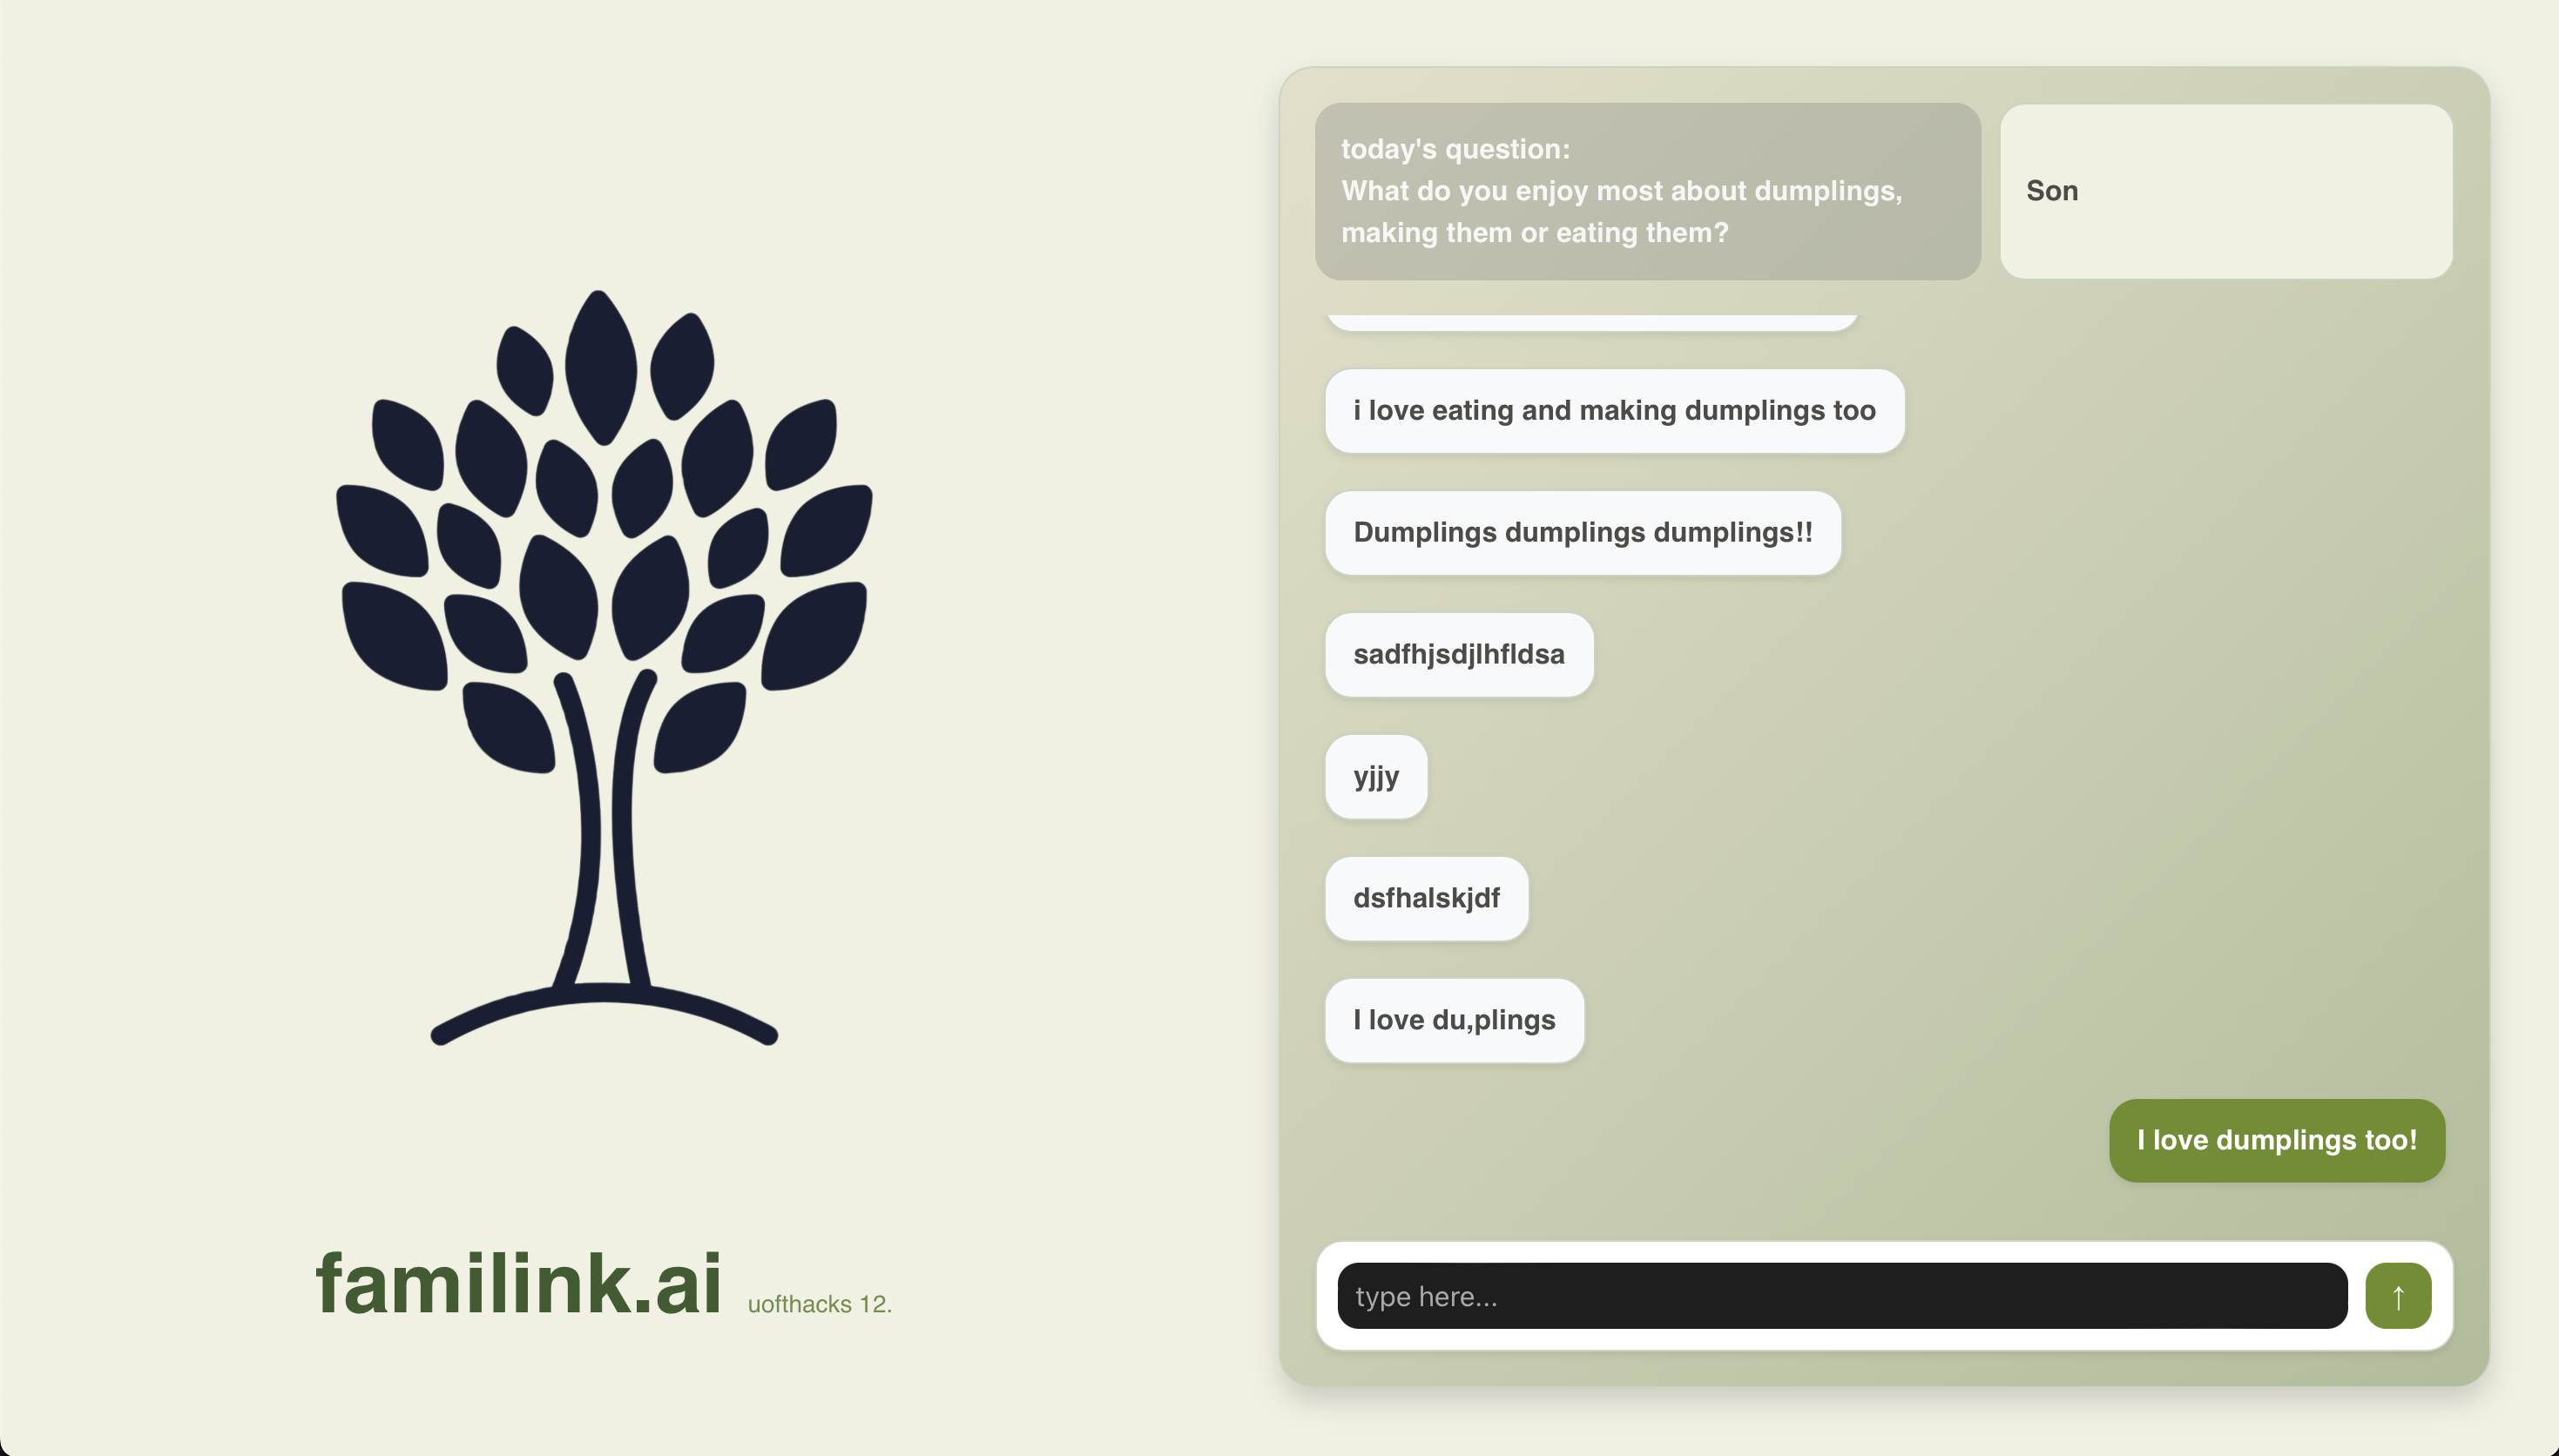 today's question:
What do you enjoy most about dumplings,
making them or eating them?
Son
i love eating and making dumplings too
Dumplings dumplings dumplings!!
sadfhjsdjlhfldsa
yjjy
dsfhalskjdf
I love du,plings
I love dumplings too!
type here...
↑
familink.ai uofthacks 12.